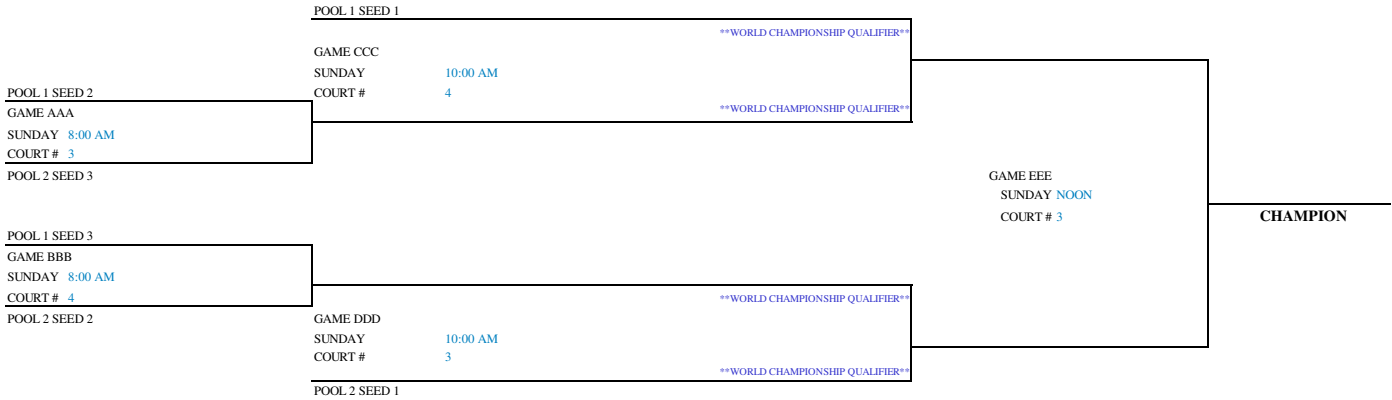 POOL 1 SEED 1
**WORLD CHAMPIONSHIP QUALIFIER**
GAME CCC
SUNDAY 10:00 AM
COURT # 4
**WORLD CHAMPIONSHIP QUALIFIER**
POOL 1 SEED 2
GAME AAA
SUNDAY 8:00 AM
COURT # 3
POOL 2 SEED 3
GAME EEE
SUNDAY NOON
COURT # 3
CHAMPION
POOL 1 SEED 3
GAME BBB
SUNDAY 8:00 AM
COURT # 4
POOL 2 SEED 2
**WORLD CHAMPIONSHIP QUALIFIER**
GAME DDD
SUNDAY 10:00 AM
COURT # 3
**WORLD CHAMPIONSHIP QUALIFIER**
POOL 2 SEED 1